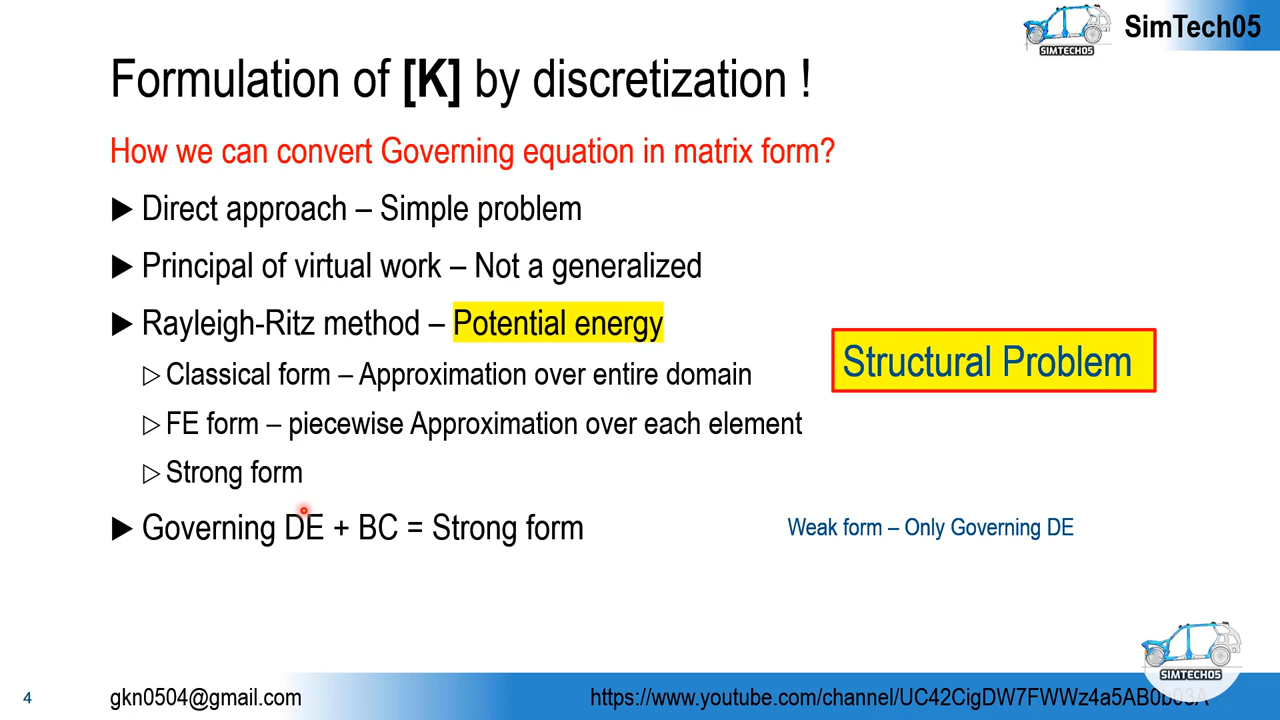 SimTech05
SIMTECH05
Formulation of [K] by discretization !
How we can convert Governing equation in matrix form?
Direct approach – Simple problem
Principal of virtual work – Not a generalized
Rayleigh-Ritz method – Potential energy
Classical form – Approximation over entire domain
FE form – piecewise Approximation over each element
Strong form
Structural Problem
Governing DE + BC = Strong form
Weak form – Only Governing DE
SIMTECH05
4
gkn0504@gmail.com
https://www.youtube.com/channel/UC42CigDW7FWWz4a5AB0b03A